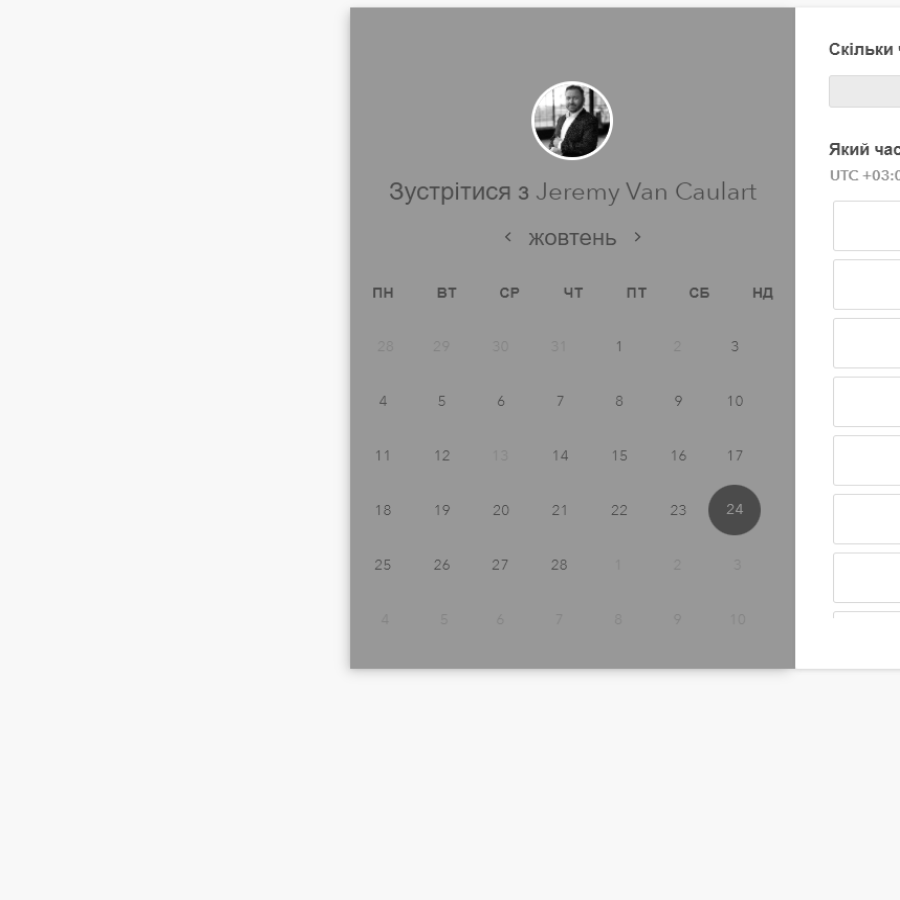 Зустрітися з Jeremy Van Caulart
жовтень
ПН ВТ СР ЧТ ПТ СБ НД
28 29 30 31 1 2 3
4 5 6 7 8 9 10
11 12 13 14 15 16 17
18 19 20 21 22 23 24
25 26 27 28 1 2 3
4 5 6 7 8 9 10
Скільки
Який час
UTC +03:0